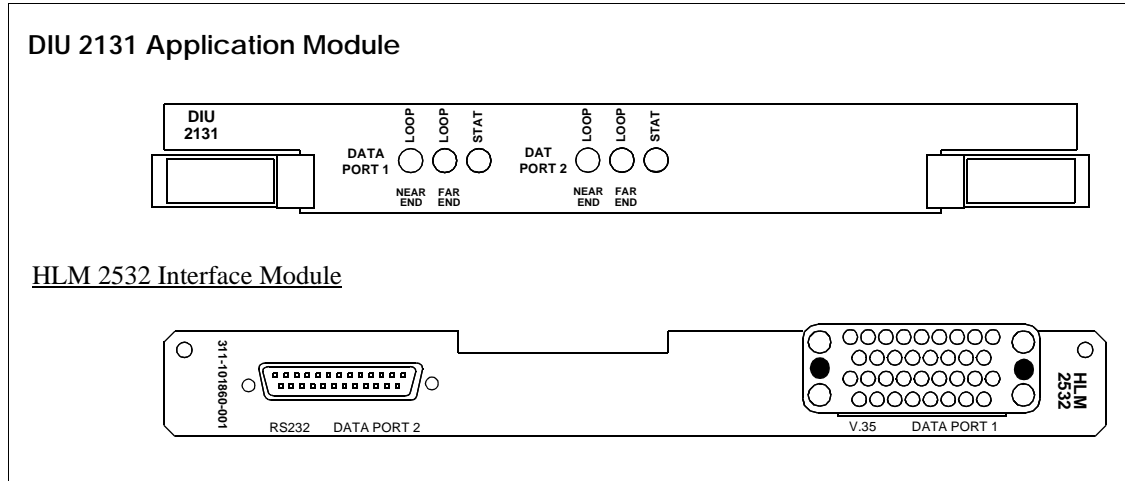 DIU 2131 Application Module
DIU
2131
DATA
PORT 1
LOOP
LOOP
STAT
NEAR
END
FAR
END
DAT
PORT 2
LOOP
LOOP
STAT
NEAR
END
FAR
END
HLM 2532 Interface Module
311-101860-001
RS232 DATA PORT 2
V.35 DATA PORT 1
HLM
2532